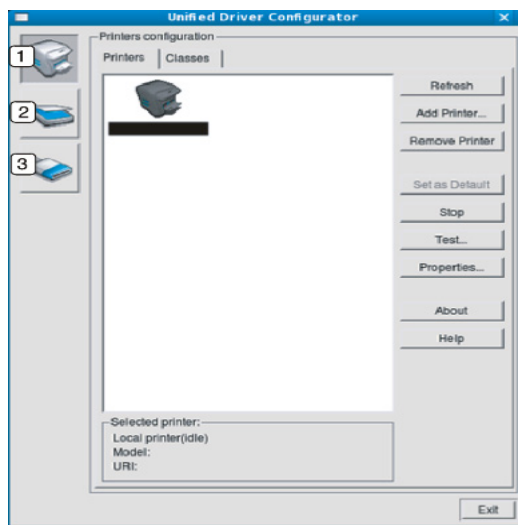 Unified Driver Configurator
Printers configuration
1
2
3
Printers
Classes
Refresh
Add Printer...
Remove Printer
Set as Default
Stop
Test...
Properties...
About
Help
Selected printer:
Local printer(idle)
Model:
URI:
Exit